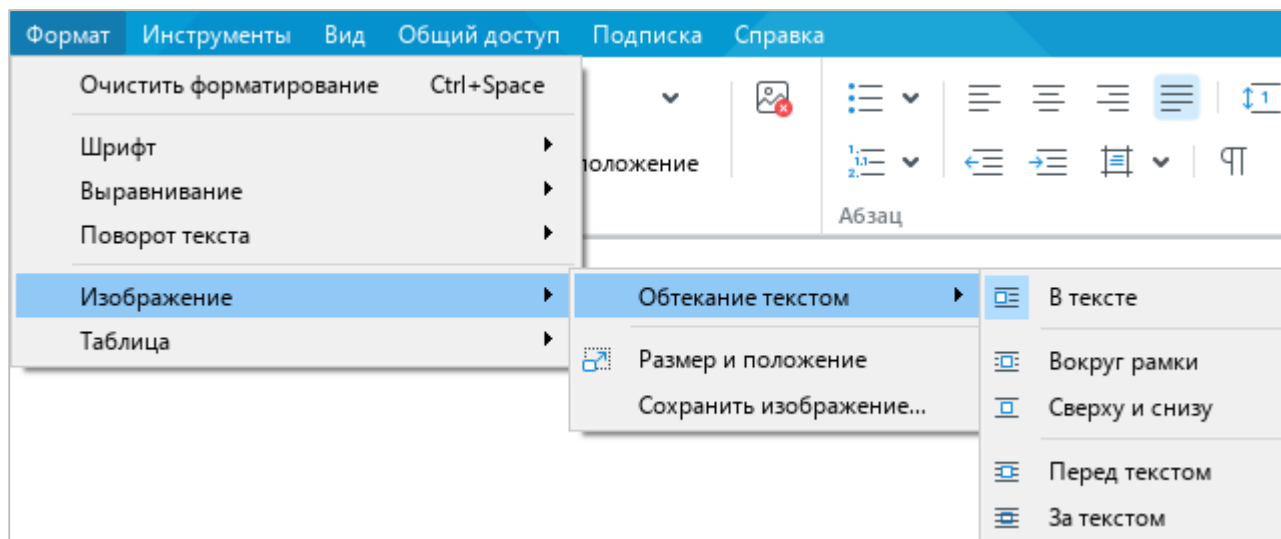 Формат Инструменты Вид Общий доступ Подписка Справка
Очистить форматирование Ctrl+Space
Шрифт
Выравнивание
Поворот текста
Изображение
Таблица
Абзац
Обтекание текстом
Размер и положение
Сохранить изображение...
В тексте
Вокруг рамки
Сверху и снизу
Перед текстом
За текстом